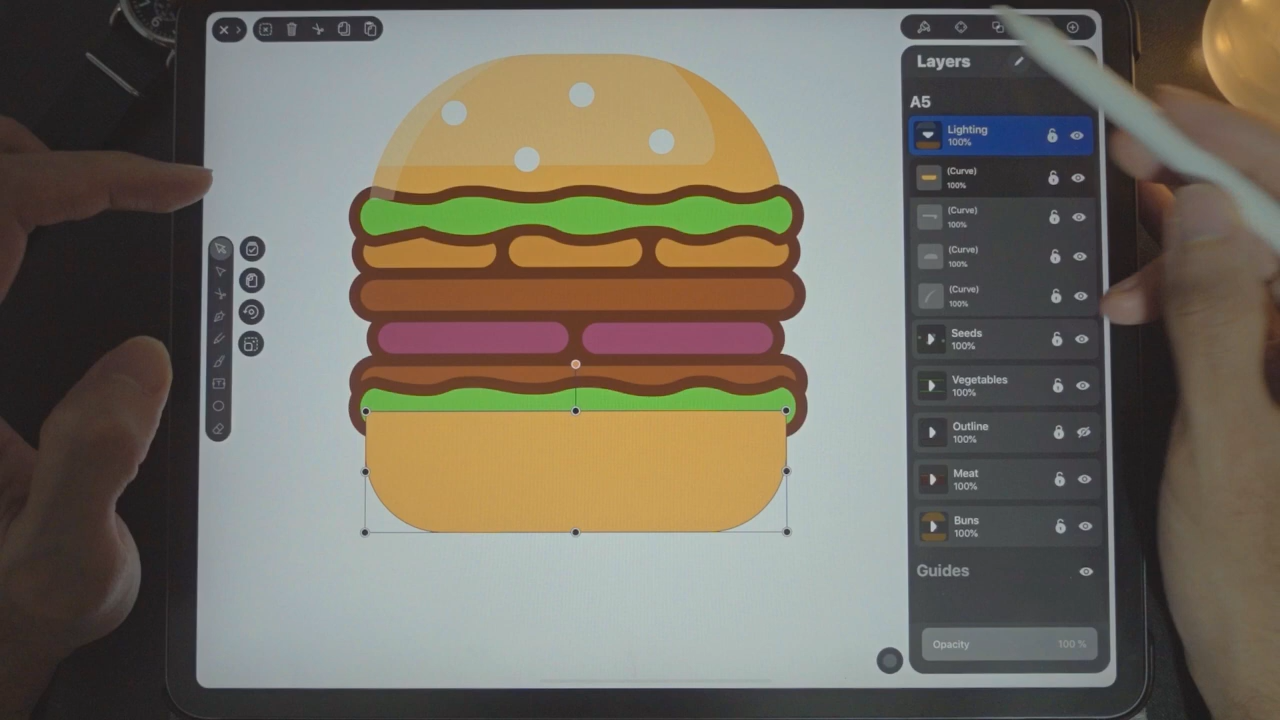 Layers
A5
Lighting
100%
(Curve)
100%
(Curve)
100%
(Curve)
100%
(Curve)
100%
Seeds
100%
Vegetables
100%
Outline
100%
Meat
100%
Buns
100%
Guides
Opacity 100 %